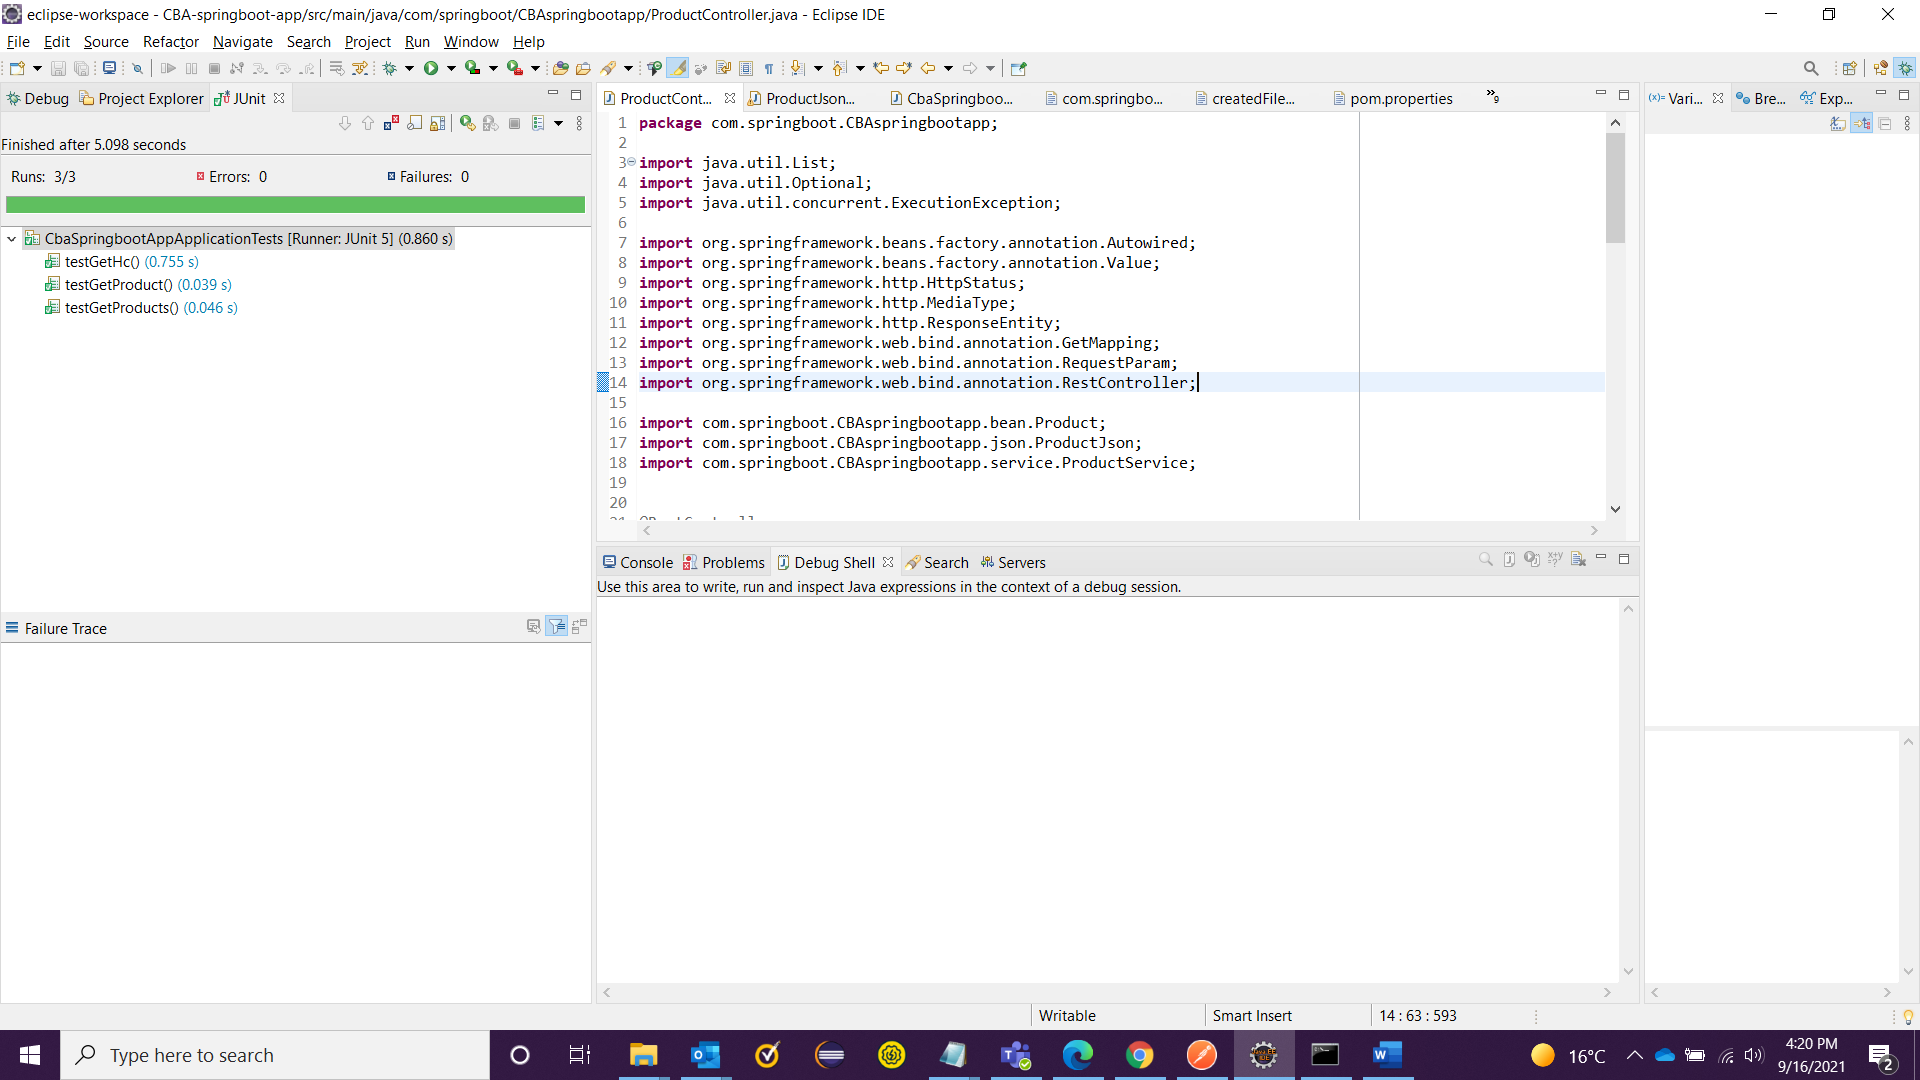 eclipse-workspace - CBA-springboot-app/src/main/java/com/springboot/CBAspringbootapp/ProductController.java - Eclipse IDE
File Edit Source Refactor Navigate Search Project Run Window Help
Debug Project Explorer JUnit
Finished after 5.098 seconds
Runs: 3/3 Errors: 0 Failures: 0
CbaSpringbootAppApplicationTests [Runner: JUnit 5] (0.860 s)
testGetHc() (0.755 s)
testGetProduct() (0.039 s)
testGetProducts() (0.046 s)
Failure Trace
ProductCont... ProductJson... CbaSpringboo... com.springbo... createdFile... pom.properties »9
1 package com.springboot.CBAspringbootapp;
2
3 import java.util.List;
4 import java.util.Optional;
5 import java.util.concurrent.ExecutionException;
6
7 import org.springframework.beans.factory.annotation.Autowired;
8 import org.springframework.beans.factory.annotation.Value;
9 import org.springframework.http.HttpStatus;
10 import org.springframework.http.MediaType;
11 import org.springframework.http.ResponseEntity;
12 import org.springframework.web.bind.annotation.GetMapping;
13 import org.springframework.web.bind.annotation.RequestParam;
14 import org.springframework.web.bind.annotation.RestController;
15
16 import com.springboot.CBAspringbootapp.bean.Product;
17 import com.springboot.CBAspringbootapp.json.ProductJson;
18 import com.springboot.CBAspringbootapp.service.ProductService;
19
20
Console Problems Debug Shell Search Servers
Use this area to write, run and inspect Java expressions in the context of a debug session.
(x)= Vari... Bre... Exp...
Writable Smart Insert 14 : 63 : 593
Type here to search
16°C
4:20 PM
9/16/2021
2